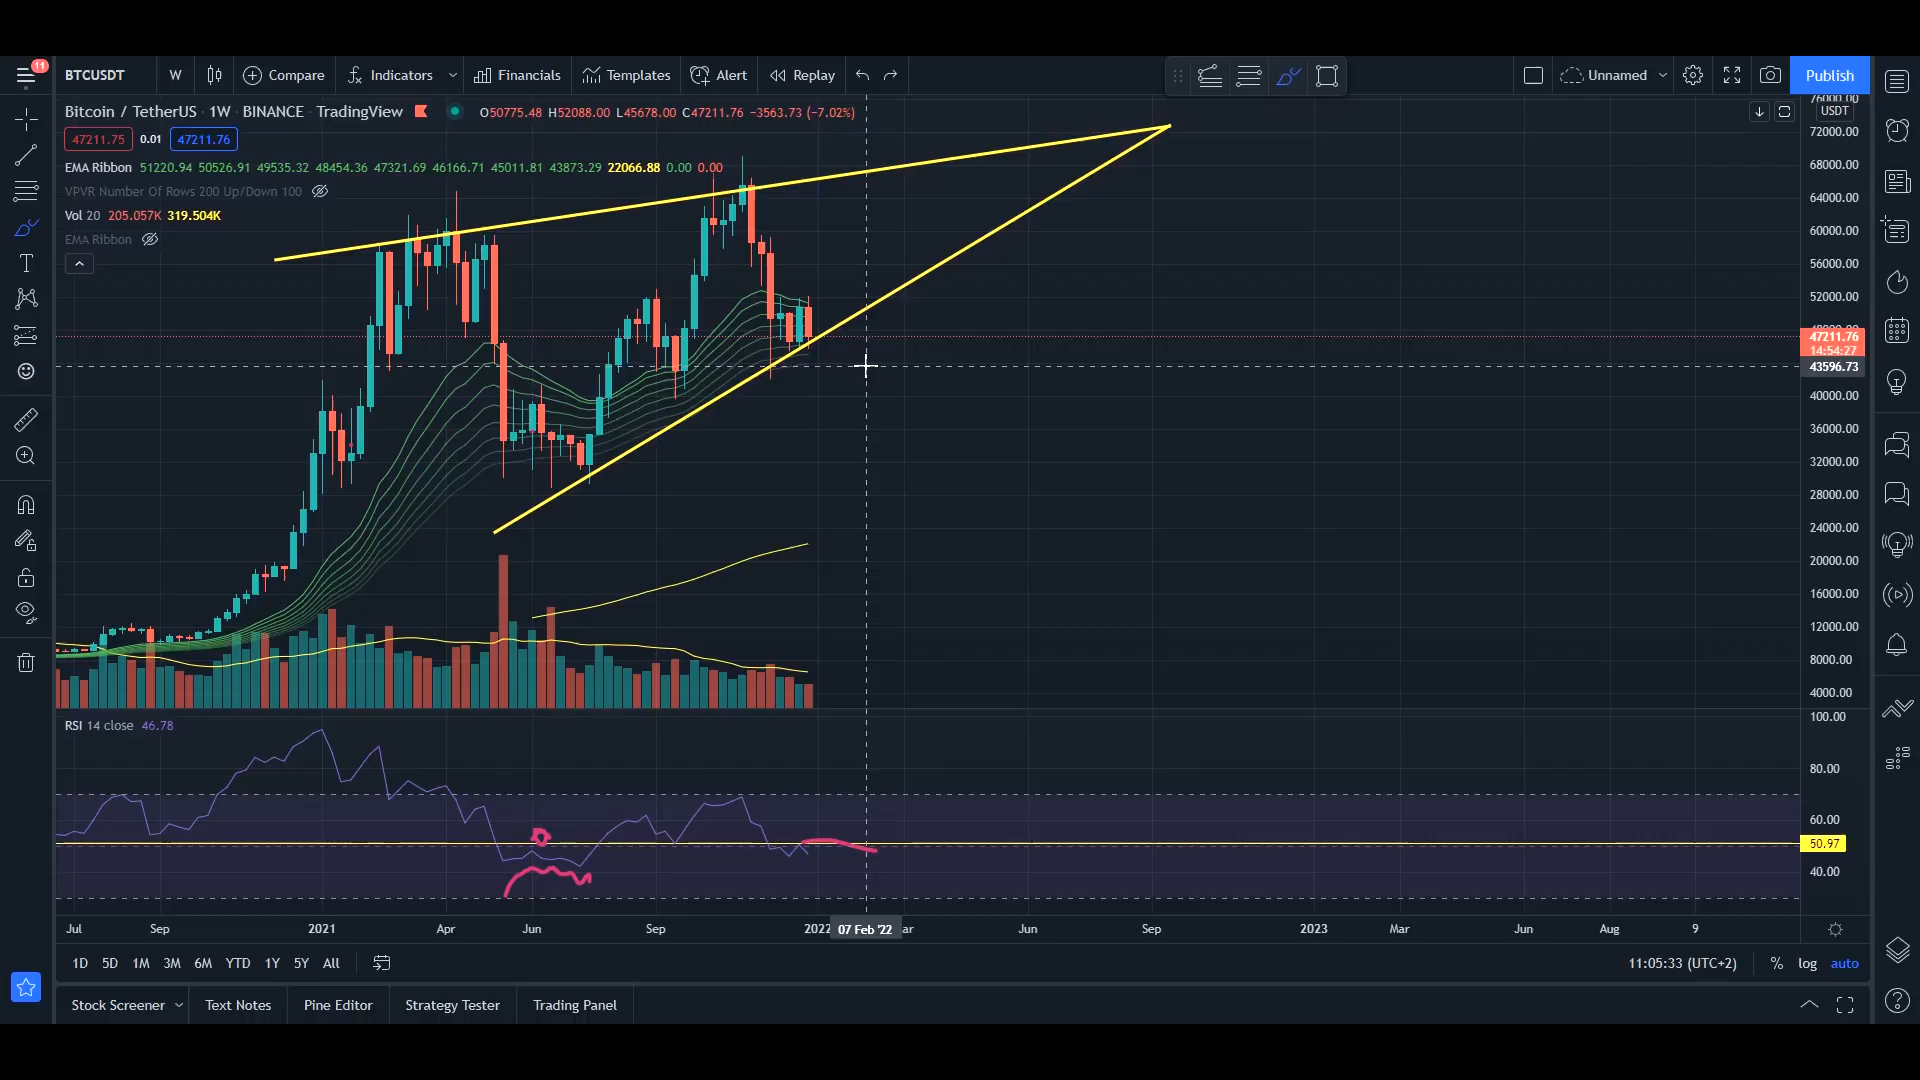 11
BTCUSDT W Compare Indicators Financials Templates Alert Replay Unnamed Publish
Bitcoin / TetherUS · 1W · BINANCE · TradingView O50775.48 H52088.00 L45678.00 C47211.76 −3563.73 (−7.02%)
47211.75 0.01 47211.76
EMA Ribbon 51220.94 50526.91 49535.32 48454.36 47321.69 46166.71 45011.81 43873.29 22066.88 0.00 0.00
VPVR Number Of Rows 200 Up/Down 100
Vol 20 205.057K 319.504K
EMA Ribbon
76000.00
USDT
72000.00
68000.00
64000.00
60000.00
56000.00
52000.00
48000.00
47211.76
14:54:27
43596.73
40000.00
36000.00
32000.00
28000.00
24000.00
20000.00
16000.00
12000.00
8000.00
4000.00
RSI 14 close 46.78
100.00
80.00
60.00
50.97
40.00
Jul Sep 2021 Apr Jun Sep 2022 07 Feb '22 ar Jun Sep 2023 Mar Jun Aug 9
1D 5D 1M 3M 6M YTD 1Y 5Y All 11:05:33 (UTC+2) % log auto
Stock Screener Text Notes Pine Editor Strategy Tester Trading Panel